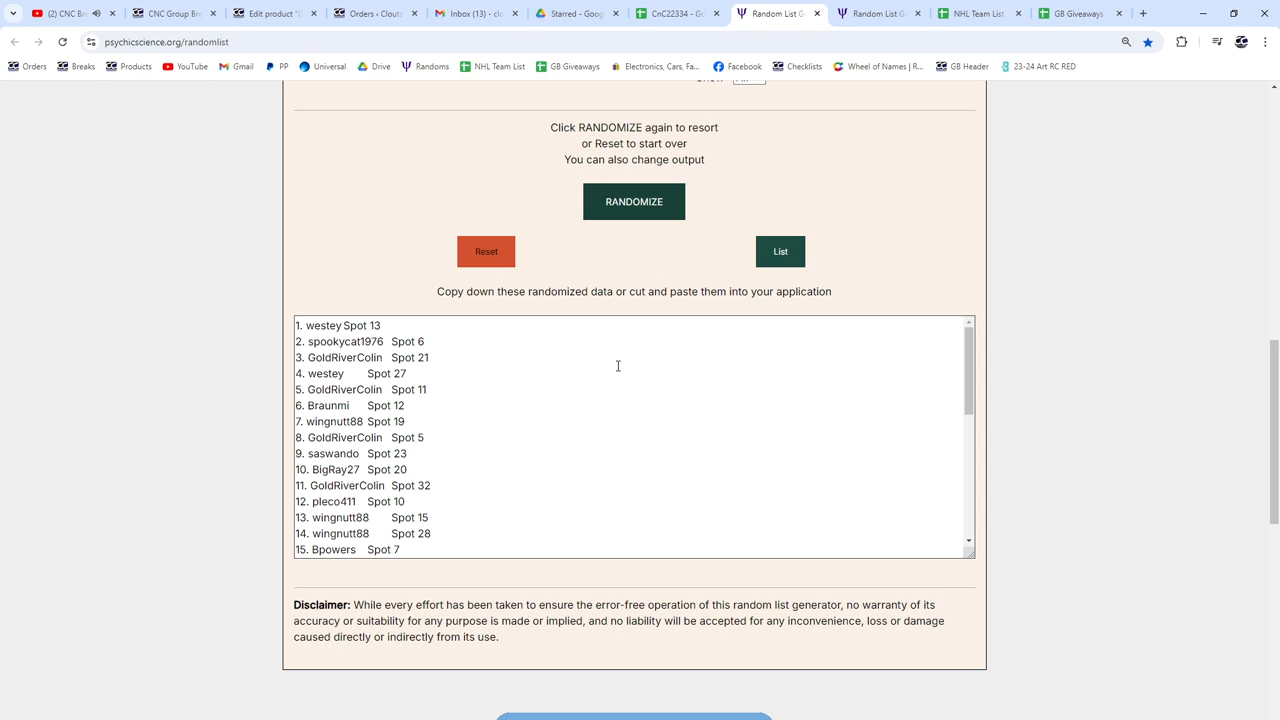 (2) CNC Bre
CNC Group Bre
Edit product "G
Orders ‹ Clouts
Inbox (13) - clo
Starred - Goog
CnC22334 - Go
Random List Ge
Random List Ge
NHL Team List
GB Giveaways
psychicscience.org/randomlist
Orders
Breaks
Products
YouTube
Gmail
PP
Universal
Drive
Randoms
NHL Team List
GB Giveaways
Electronics, Cars, Fa...
Facebook
Checklists
Wheel of Names | R...
GB Header
23-24 Art RC RED
Click RANDOMIZE again to resort
or Reset to start over
You can also change output
RANDOMIZE
Reset
List
Copy down these randomized data or cut and paste them into your application
1. westey Spot 13
2. spookycat1976 Spot 6
3. GoldRiverColin Spot 21
4. westey Spot 27
5. GoldRiverColin Spot 11
6. Braunmi Spot 12
7. wingnutt88 Spot 19
8. GoldRiverColin Spot 5
9. saswando Spot 23
10. BigRay27 Spot 20
11. GoldRiverColin Spot 32
12. pleco411 Spot 10
13. wingnutt88 Spot 15
14. wingnutt88 Spot 28
15. Bpowers Spot 7
Disclaimer: While every effort has been taken to ensure the error-free operation of this random list generator, no warranty of its
accuracy or suitability for any purpose is made or implied, and no liability will be accepted for any inconvenience, loss or damage
caused directly or indirectly from its use.